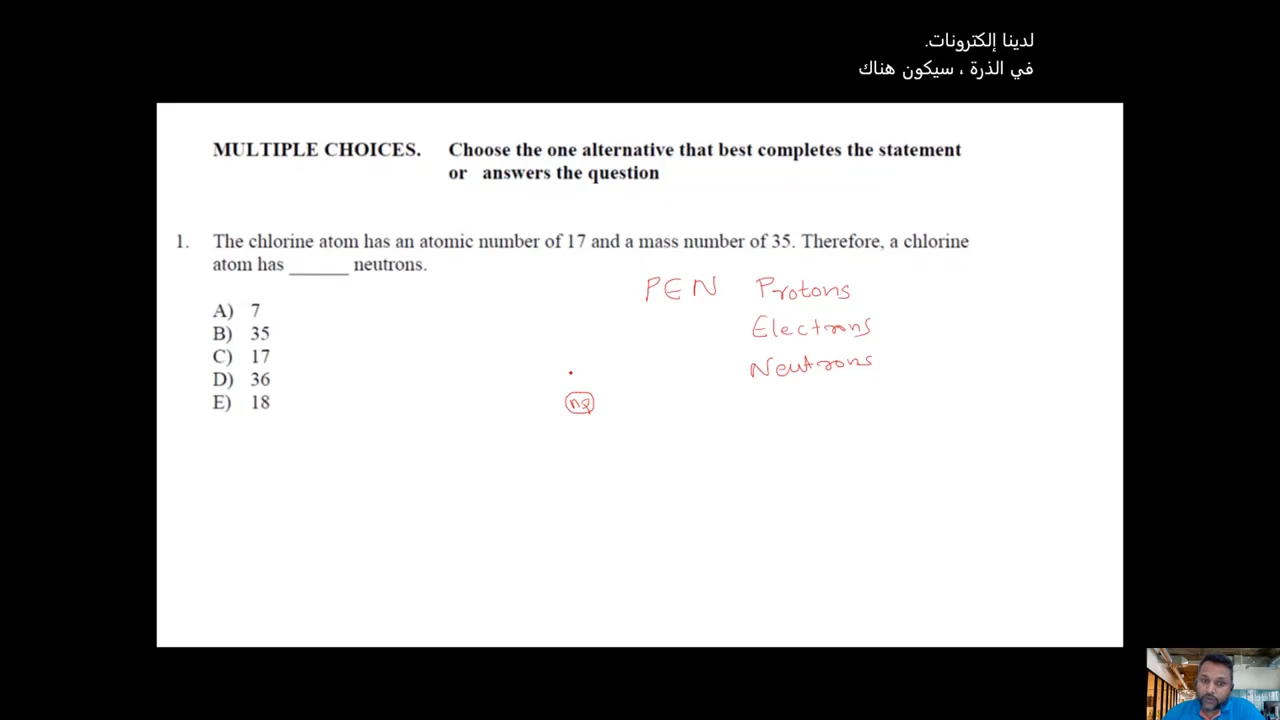 لدينا إلكترونات.
في الذرة ، سيكون هناك
MULTIPLE CHOICES. Choose the one alternative that best completes the statement
or answers the question
1. The chlorine atom has an atomic number of 17 and a mass number of 35. Therefore, a chlorine
atom has ______ neutrons.
PEN Protons
Electrons
Neutrons
A) 7
B) 35
C) 17
D) 36
E) 18
np